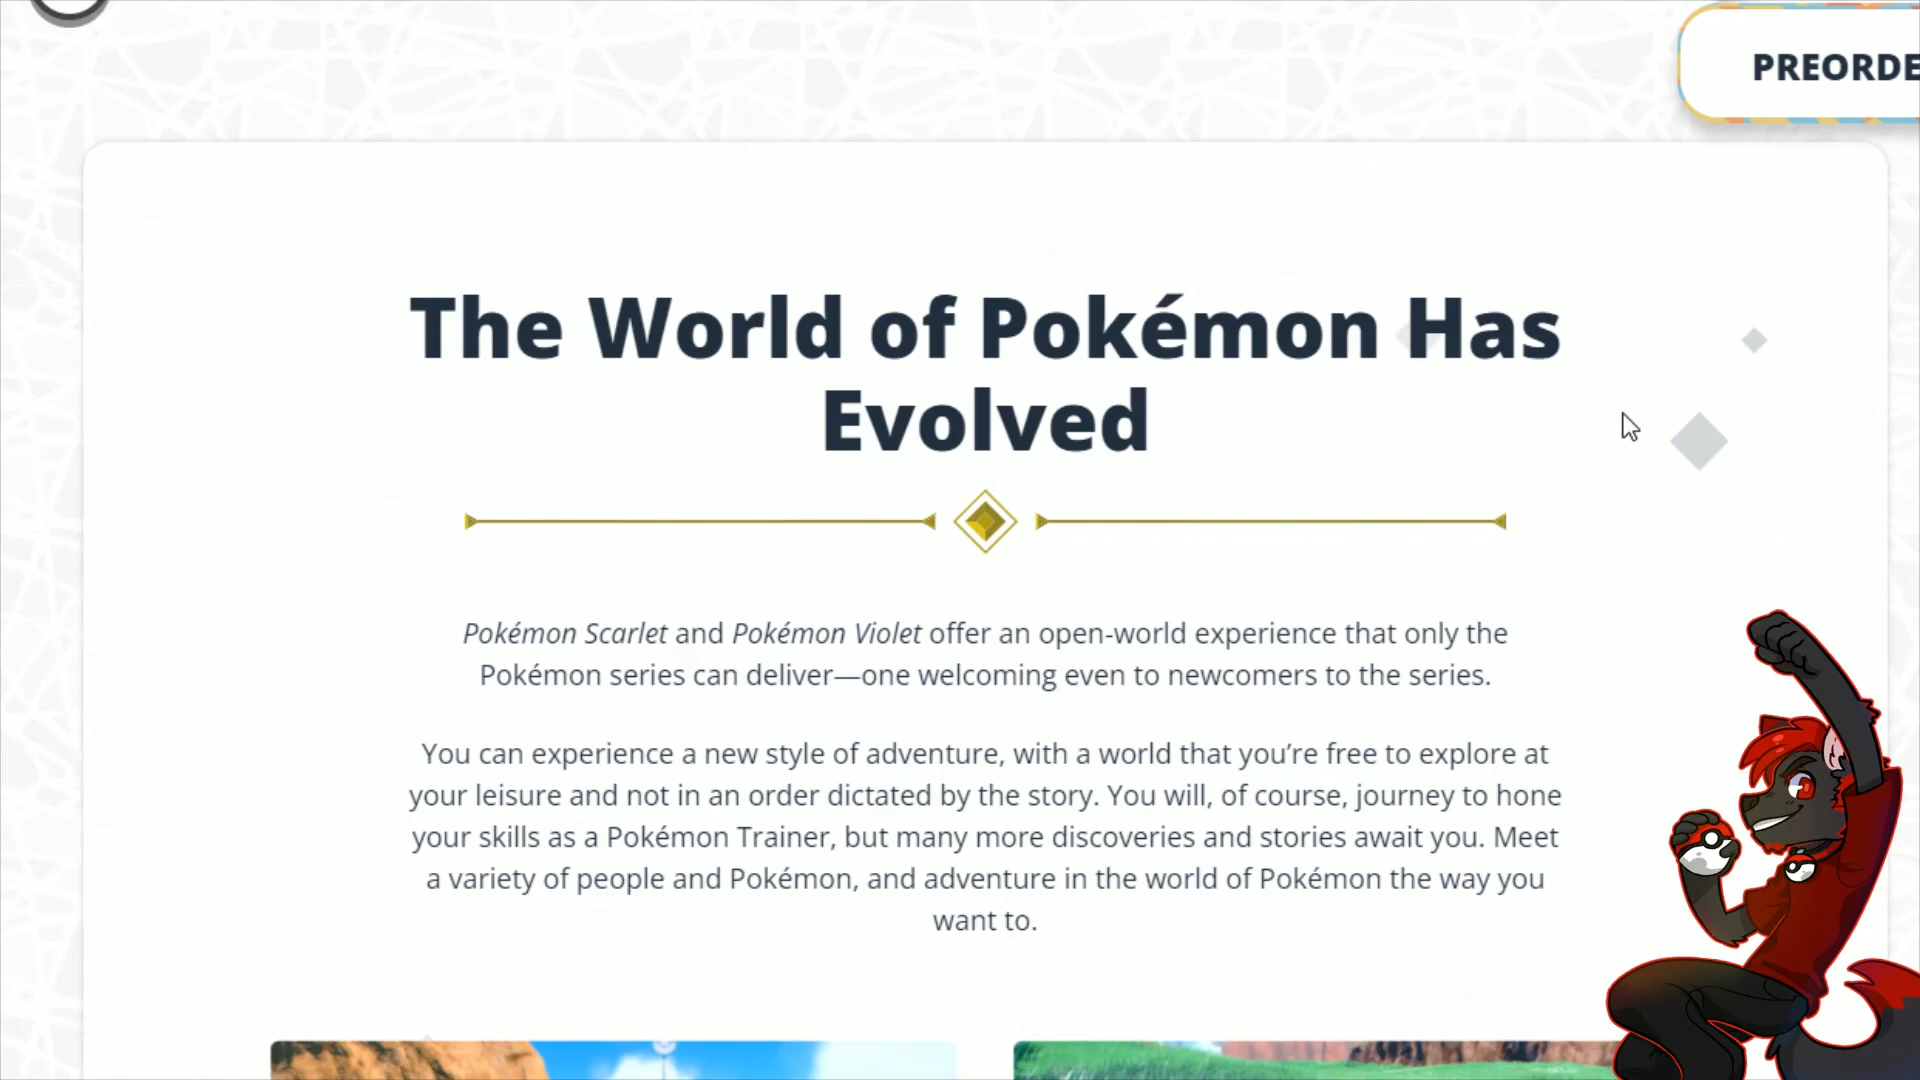 PREORDE
The World of Pokémon Has
Evolved
Pokémon Scarlet and Pokémon Violet offer an open-world experience that only the
Pokémon series can deliver—one welcoming even to newcomers to the series.
You can experience a new style of adventure, with a world that you’re free to explore at
your leisure and not in an order dictated by the story. You will, of course, journey to hone
your skills as a Pokémon Trainer, but many more discoveries and stories await you. Meet
a variety of people and Pokémon, and adventure in the world of Pokémon the way you
want to.